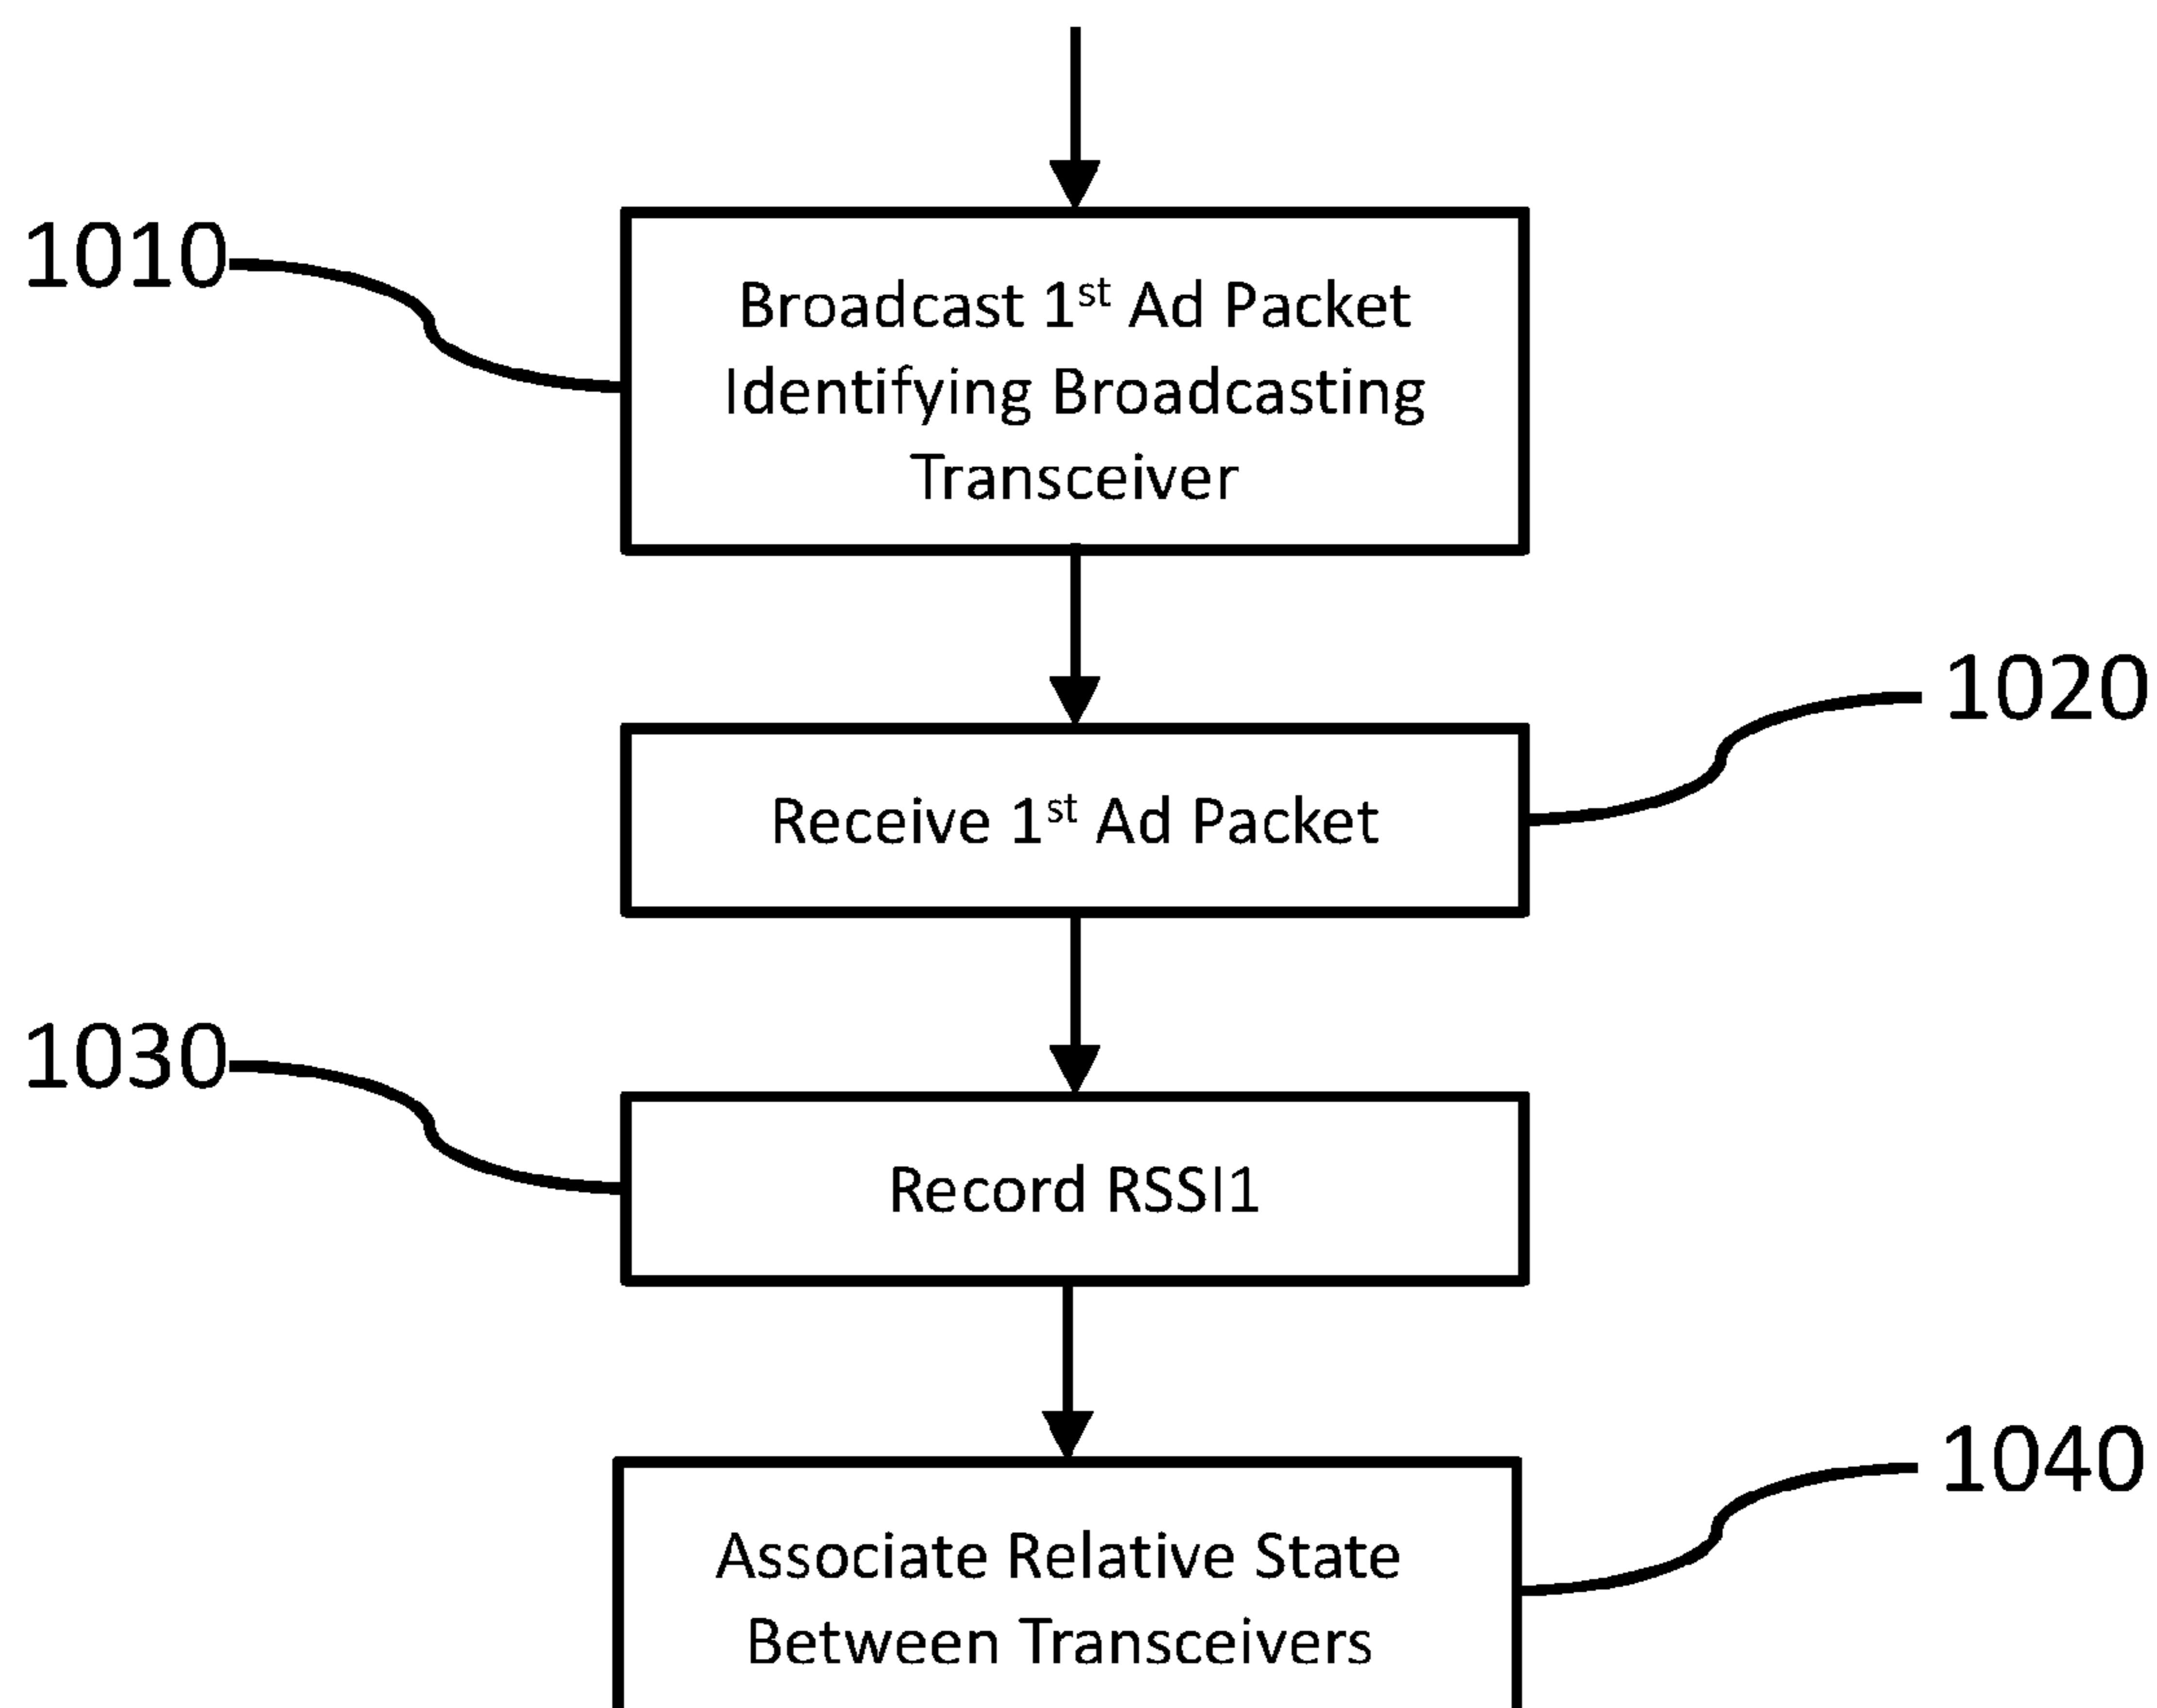 1010
Broadcast 1st Ad Packet
Identifying Broadcasting
Transceiver
1020
Receive 1st Ad Packet
1030
Record RSSI1
1040
Associate Relative State
Between Transceivers